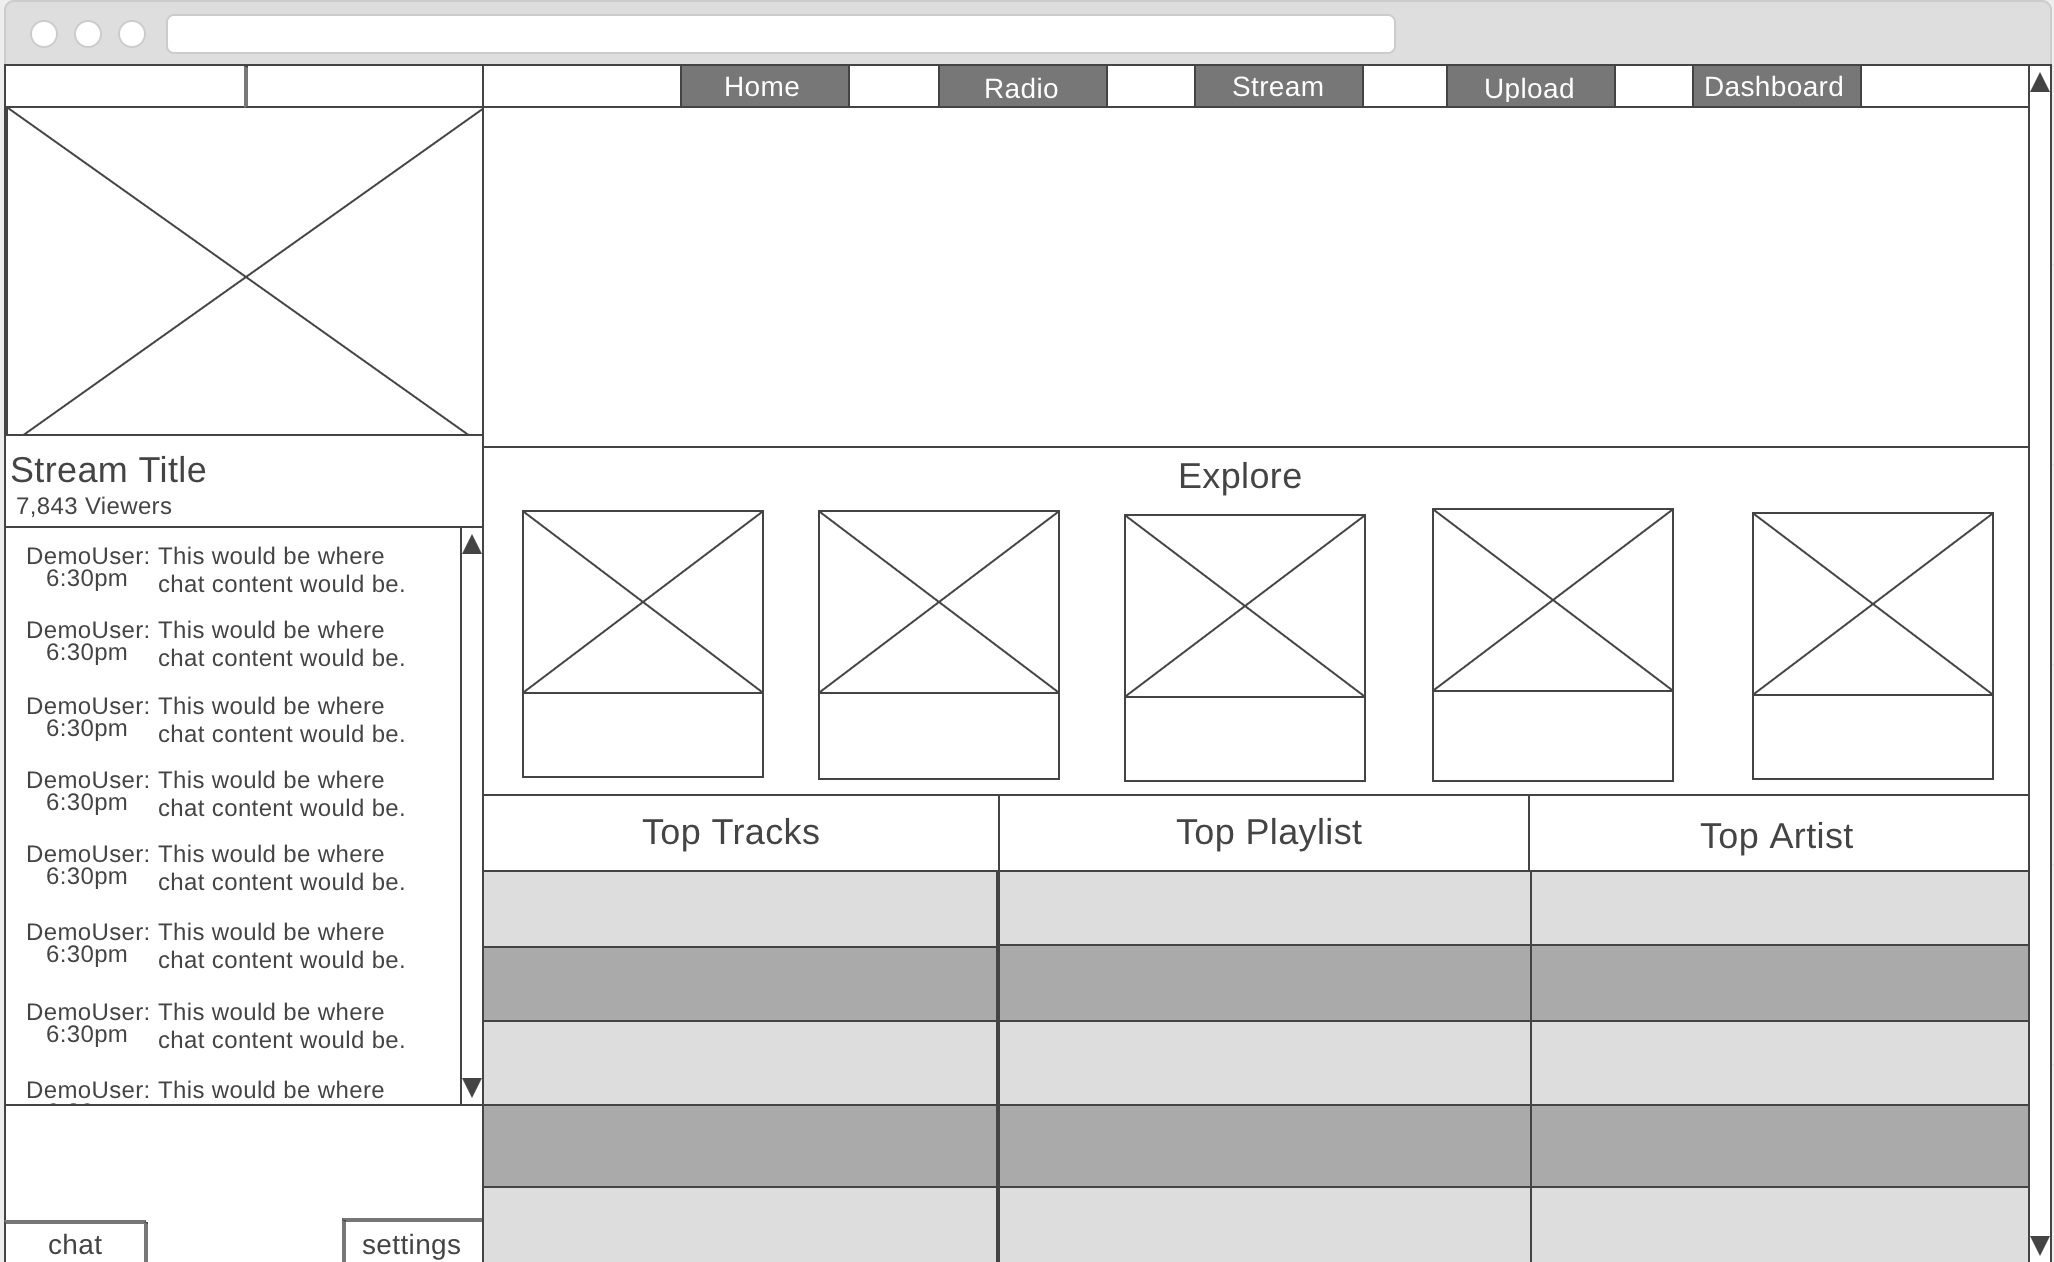 Home
Radio
Stream
Upload
Dashboard
Stream Title
7,843 Viewers
DemoUser: This would be where
6:30pm chat content would be.
DemoUser: This would be where
6:30pm chat content would be.
DemoUser: This would be where
6:30pm chat content would be.
DemoUser: This would be where
6:30pm chat content would be.
DemoUser: This would be where
6:30pm chat content would be.
DemoUser: This would be where
6:30pm chat content would be.
DemoUser: This would be where
6:30pm chat content would be.
DemoUser: This would be where
chat
settings
Explore
Top Tracks
Top Playlist
Top Artist